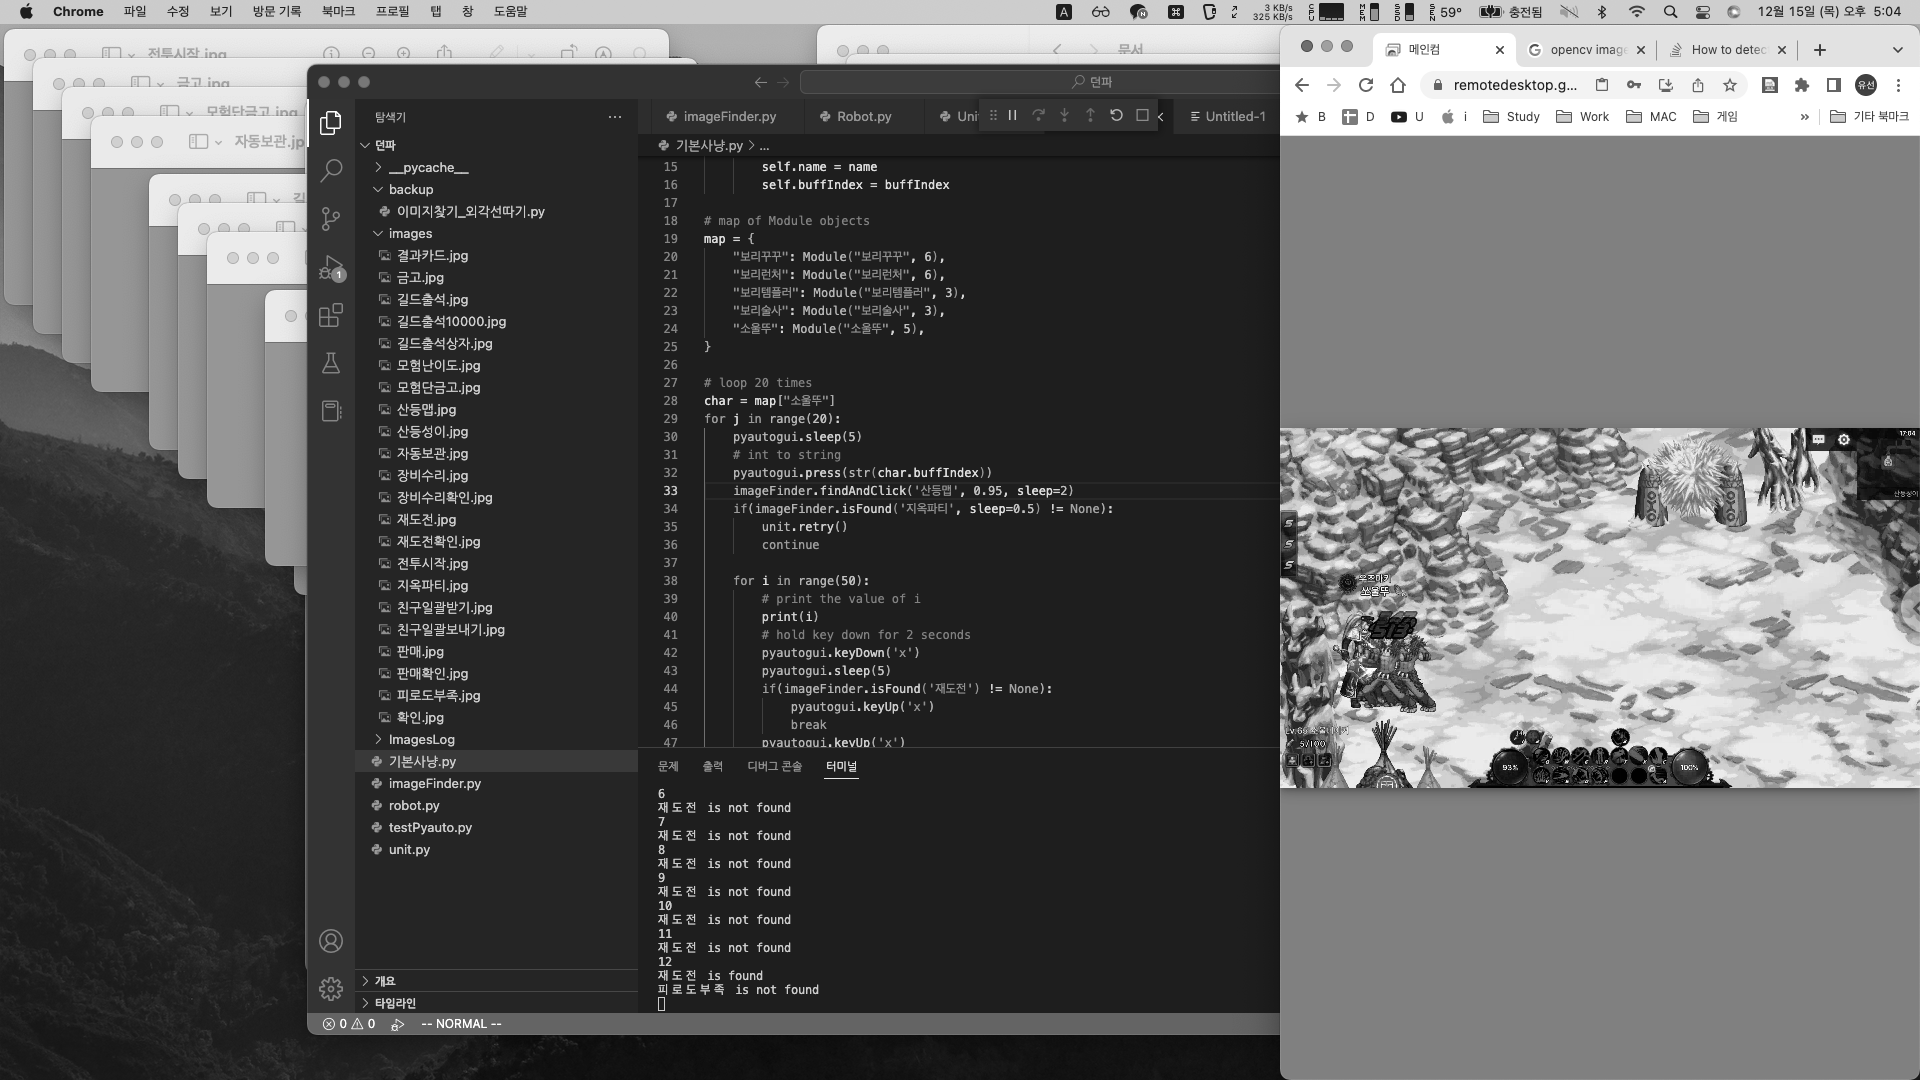 Chrome 파일 수정 보기 방문 기록 북마크 프로필 탭 창 도움말
3 KB/s
325 KB/s
59° 충전됨 12월 15일 (목) 오후 5:04
전투시작.jpg
금고.jpg
모험단금고.jpg
자동보관.jp
문서
던파
탐색기
던파
__pycache__
backup
이미지찾기_외각선따기.py
images
결과카드.jpg
금고.jpg
길드출석.jpg
길드출석10000.jpg
길드출석상자.jpg
모험난이도.jpg
모험단금고.jpg
산등맵.jpg
산등성이.jpg
자동보관.jpg
장비수리.jpg
장비수리확인.jpg
재도전.jpg
재도전확인.jpg
전투시작.jpg
지옥파티.jpg
친구일괄받기.jpg
친구일괄보내기.jpg
판매.jpg
판매확인.jpg
피로도부족.jpg
확인.jpg
ImagesLog
기본사냥.py
imageFinder.py
robot.py
testPyauto.py
unit.py
개요
타임라인
0 0 -- NORMAL --
imageFinder.py Robot.py Uni Untitled-1
기본사냥.py > ...
15 self.name = name
16 self.buffIndex = buffIndex
17
18 # map of Module objects
19 map = {
20 "보리꾸꾸": Module("보리꾸꾸", 6),
21 "보리런처": Module("보리런처", 6),
22 "보리템플러": Module("보리템플러", 3),
23 "보리술사": Module("보리술사", 3),
24 "소울뚜": Module("소울뚜", 5),
25 }
26
27 # loop 20 times
28 char = map["소울뚜"]
29 for j in range(20):
30 pyautogui.sleep(5)
31 # int to string
32 pyautogui.press(str(char.buffIndex))
33 imageFinder.findAndClick('산등맵', 0.95, sleep=2)
34 if(imageFinder.isFound('지옥파티', sleep=0.5) != None):
35 unit.retry()
36 continue
37
38 for i in range(50):
39 # print the value of i
40 print(i)
41 # hold key down for 2 seconds
42 pyautogui.keyDown('x')
43 pyautogui.sleep(5)
44 if(imageFinder.isFound('재도전') != None):
45 pyautogui.keyUp('x')
46 break
47 pyautogui.keyUp('x')
문제 출력 디버그 콘솔 터미널
6
재도전 is not found
7
재도전 is not found
8
재도전 is not found
9
재도전 is not found
10
재도전 is not found
11
재도전 is not found
12
재도전 is found
피로도부족 is not found
메인컴 opencv image How to detec
remotedesktop.g... 유선
B D U i Study Work MAC 게임 » 기타 북마크
17:04
산등성이
쏘울뚜
5/100
93% 100%